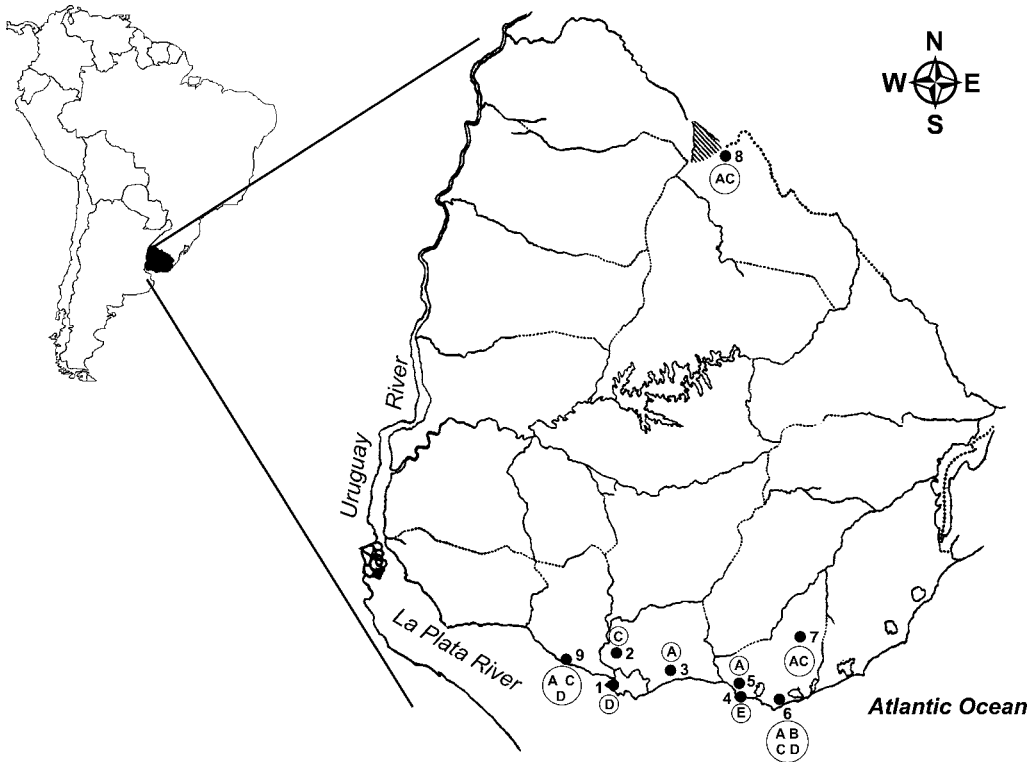 N
W E
S
8
AC
Uruguay River
La Plata River
C
2
9
A C
D
1
D
A
3
A
5
4
E
7
AC
6
A B
C D
Atlantic Ocean